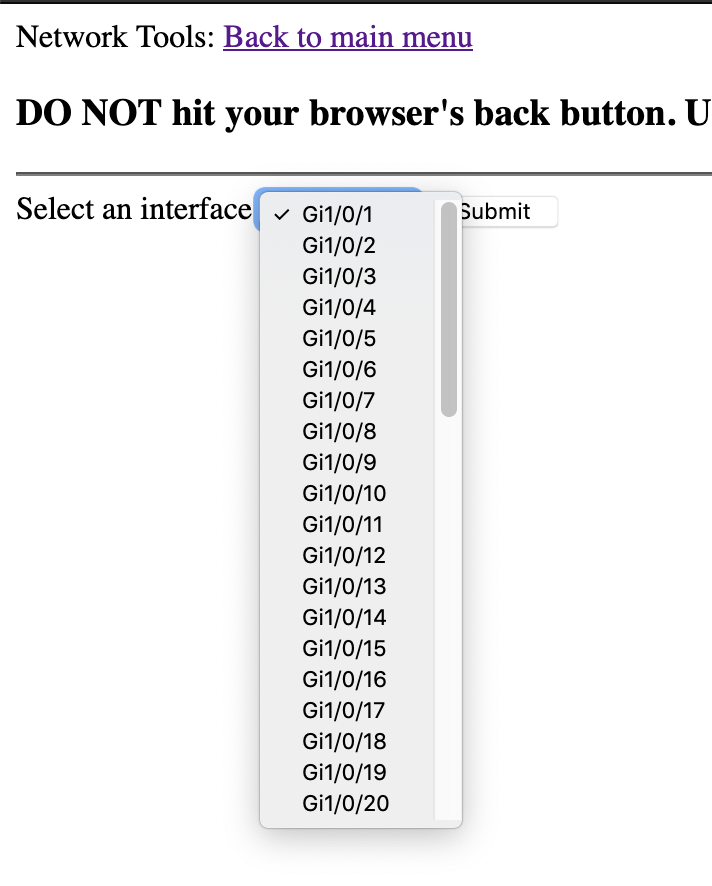 Network Tools: Back to main menu
DO NOT hit your browser's back button. U
Select an interface Submit
✓ Gi1/0/1
Gi1/0/2
Gi1/0/3
Gi1/0/4
Gi1/0/5
Gi1/0/6
Gi1/0/7
Gi1/0/8
Gi1/0/9
Gi1/0/10
Gi1/0/11
Gi1/0/12
Gi1/0/13
Gi1/0/14
Gi1/0/15
Gi1/0/16
Gi1/0/17
Gi1/0/18
Gi1/0/19
Gi1/0/20